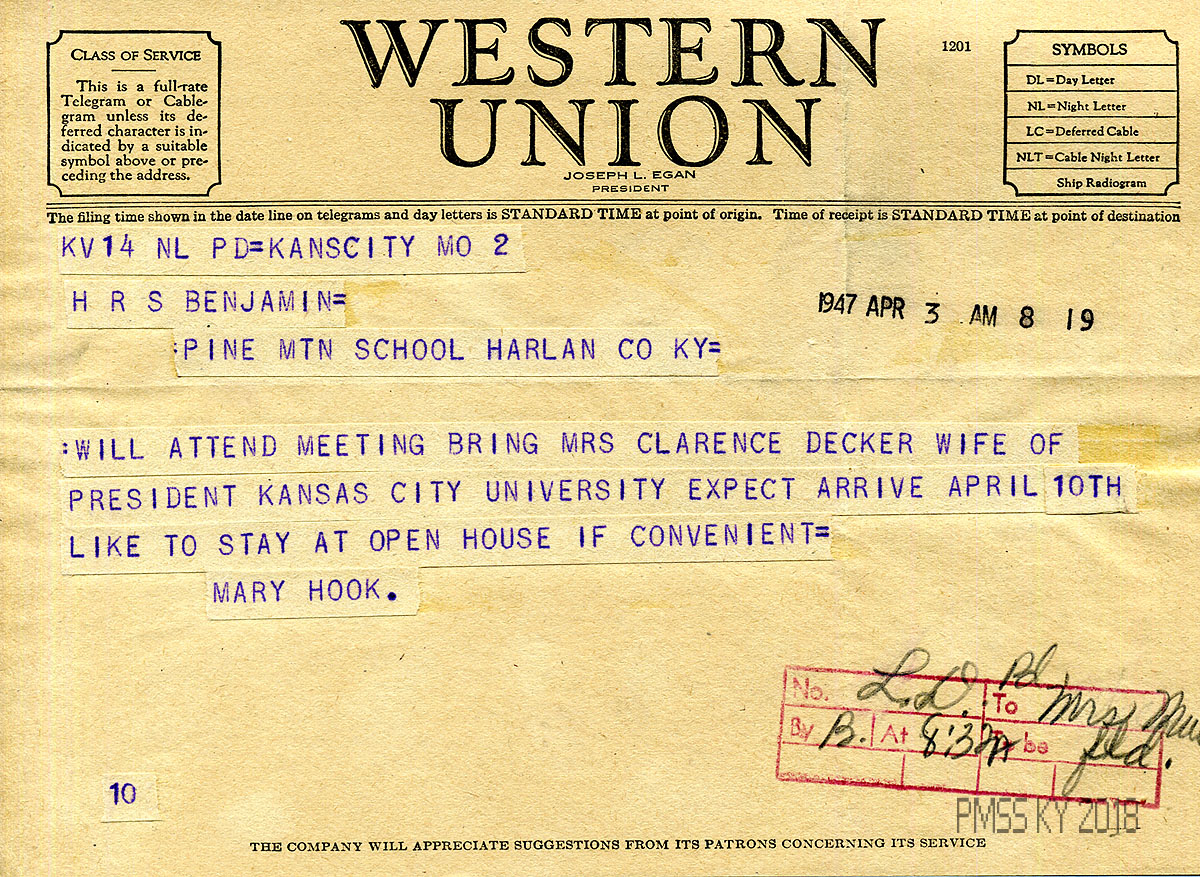 CLASS OF SERVICE
This is a full-rate
Telegram or Cable-
gram unless its de-
ferred character is in-
dicated by a suitable
symbol above or pre-
ceding the address.
WESTERN
UNION
JOSEPH L. EGAN
PRESIDENT
1201
SYMBOLS
DL=Day Letter
NL=Night Letter
LC=Deferred Cable
NLT=Cable Night Letter
Ship Radiogram
The filing time shown in the date line on telegrams and day letters is STANDARD TIME at point of origin. Time of receipt is STANDARD TIME at point of destination
KV14 NL PD=KANSCITY MO 2
H R S BENJAMIN=
1947 APR 3 AM 8 19
:PINE MTN SCHOOL HARLAN CO KY=
:WILL ATTEND MEETING BRING MRS CLARENCE DECKER WIFE OF
PRESIDENT KANSAS CITY UNIVERSITY EXPECT ARRIVE APRIL 10TH
LIKE TO STAY AT OPEN HOUSE IF CONVENIENT=
MARY HOOK.
No. L.D. Pd. To Mrs
By B. At To be
10
PMSS KY 2018
THE COMPANY WILL APPRECIATE SUGGESTIONS FROM ITS PATRONS CONCERNING ITS SERVICE